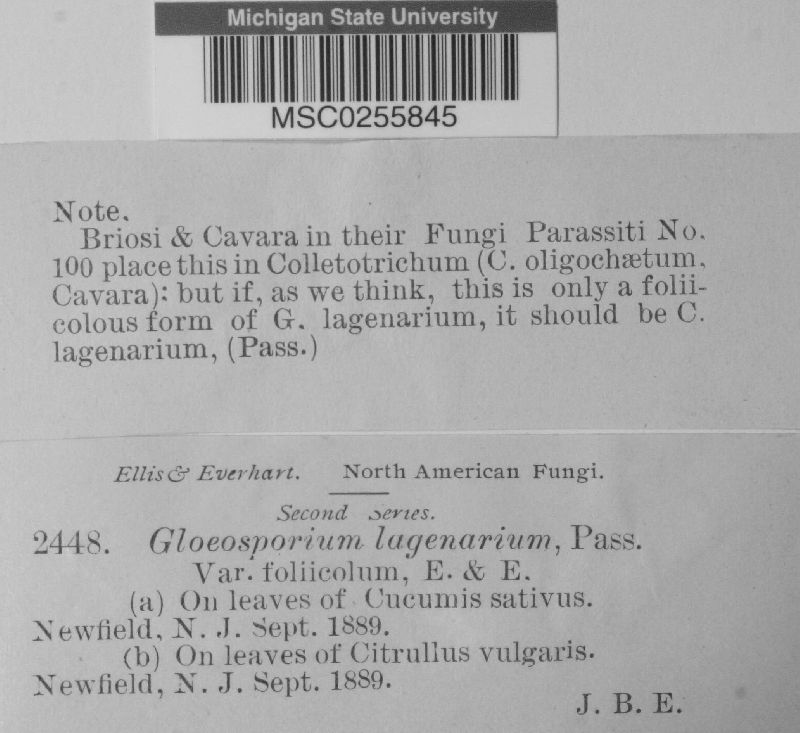 Michigan State University
MSC0255845
Note.
Briosi & Cavara in their Fungi Parassiti No.
100 place this in Colletotrichum (C. oligochætum,
Cavara): but if, as we think, this is only a folii-
colous form of G. lagenarium, it should be C.
lagenarium, (Pass.)
Ellis & Everhart. North American Fungi.
Second Series.
2448. Gloeosporium lagenarium, Pass.
Var. foliicolum, E. & E.
(a) On leaves of Cucumis sativus.
Newfield, N. J. Sept. 1889.
(b) On leaves of Citrullus vulgaris.
Newfield, N. J. Sept. 1889.
J. B. E.